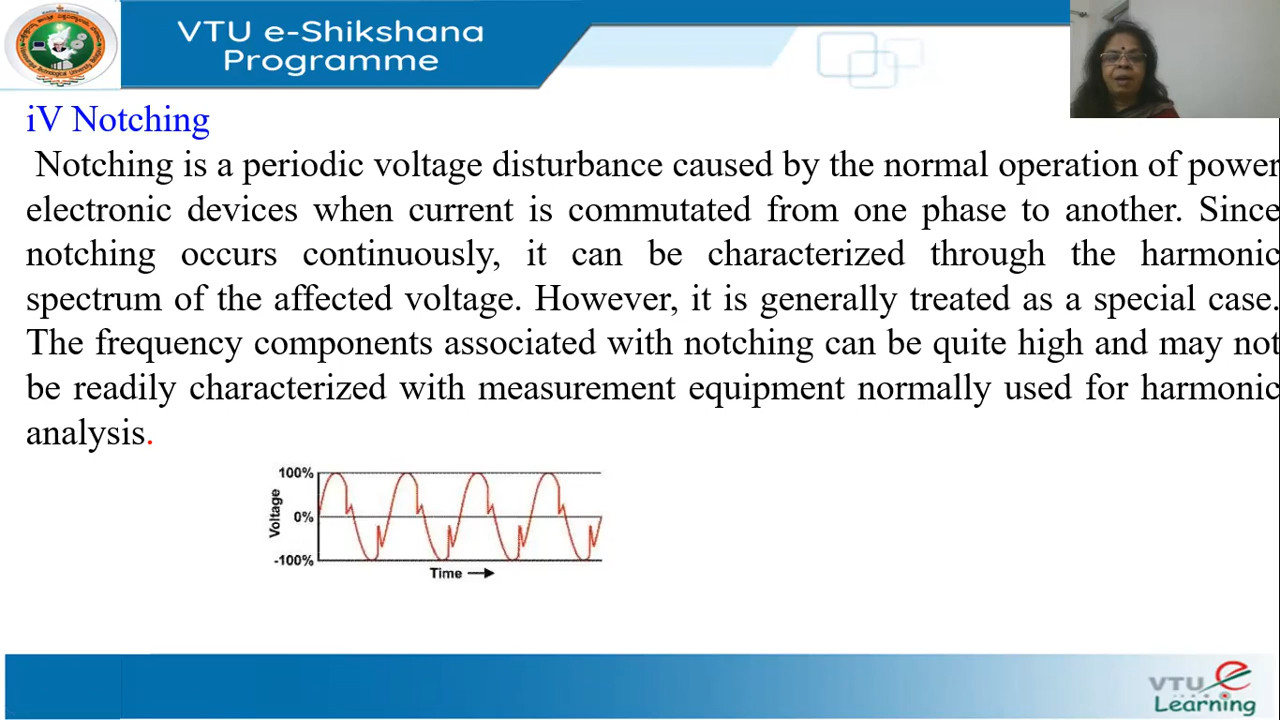 VTU e-Shikshana
Programme
iV Notching
Notching is a periodic voltage disturbance caused by the normal operation of power
electronic devices when current is commutated from one phase to another. Since
notching occurs continuously, it can be characterized through the harmonic
spectrum of the affected voltage. However, it is generally treated as a special case.
The frequency components associated with notching can be quite high and may not
be readily characterized with measurement equipment normally used for harmonic
analysis.
100%
Voltage
0%
-100%
Time
VTU e
Learning